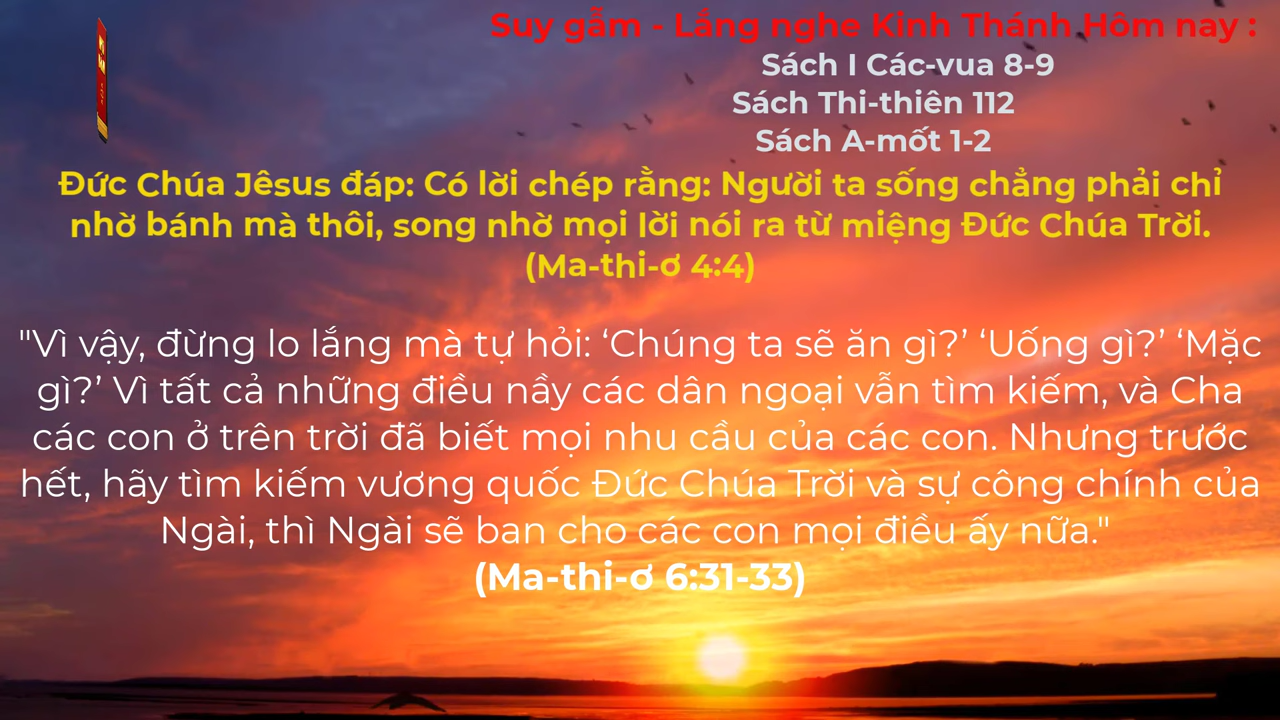 Suy gẫm - Lắng nghe Kinh Thánh Hôm nay :
Sách I Các-vua 8-9
Sách Thi-thiên 112
Sách A-mốt 1-2
Đức Chúa Jêsus đáp: Có lời chép rằng: Người ta sống chẳng phải chỉ
nhờ bánh mà thôi, song nhờ mọi lời nói ra từ miệng Đức Chúa Trời.
(Ma-thi-ơ 4:4)
"Vì vậy, đừng lo lắng mà tự hỏi: ‘Chúng ta sẽ ăn gì?’ ‘Uống gì?’ ‘Mặc
gì?’ Vì tất cả những điều nầy các dân ngoại vẫn tìm kiếm, và Cha
các con ở trên trời đã biết mọi nhu cầu của các con. Nhưng trước
hết, hãy tìm kiếm vương quốc Đức Chúa Trời và sự công chính của
Ngài, thì Ngài sẽ ban cho các con mọi điều ấy nữa."
(Ma-thi-ơ 6:31-33)